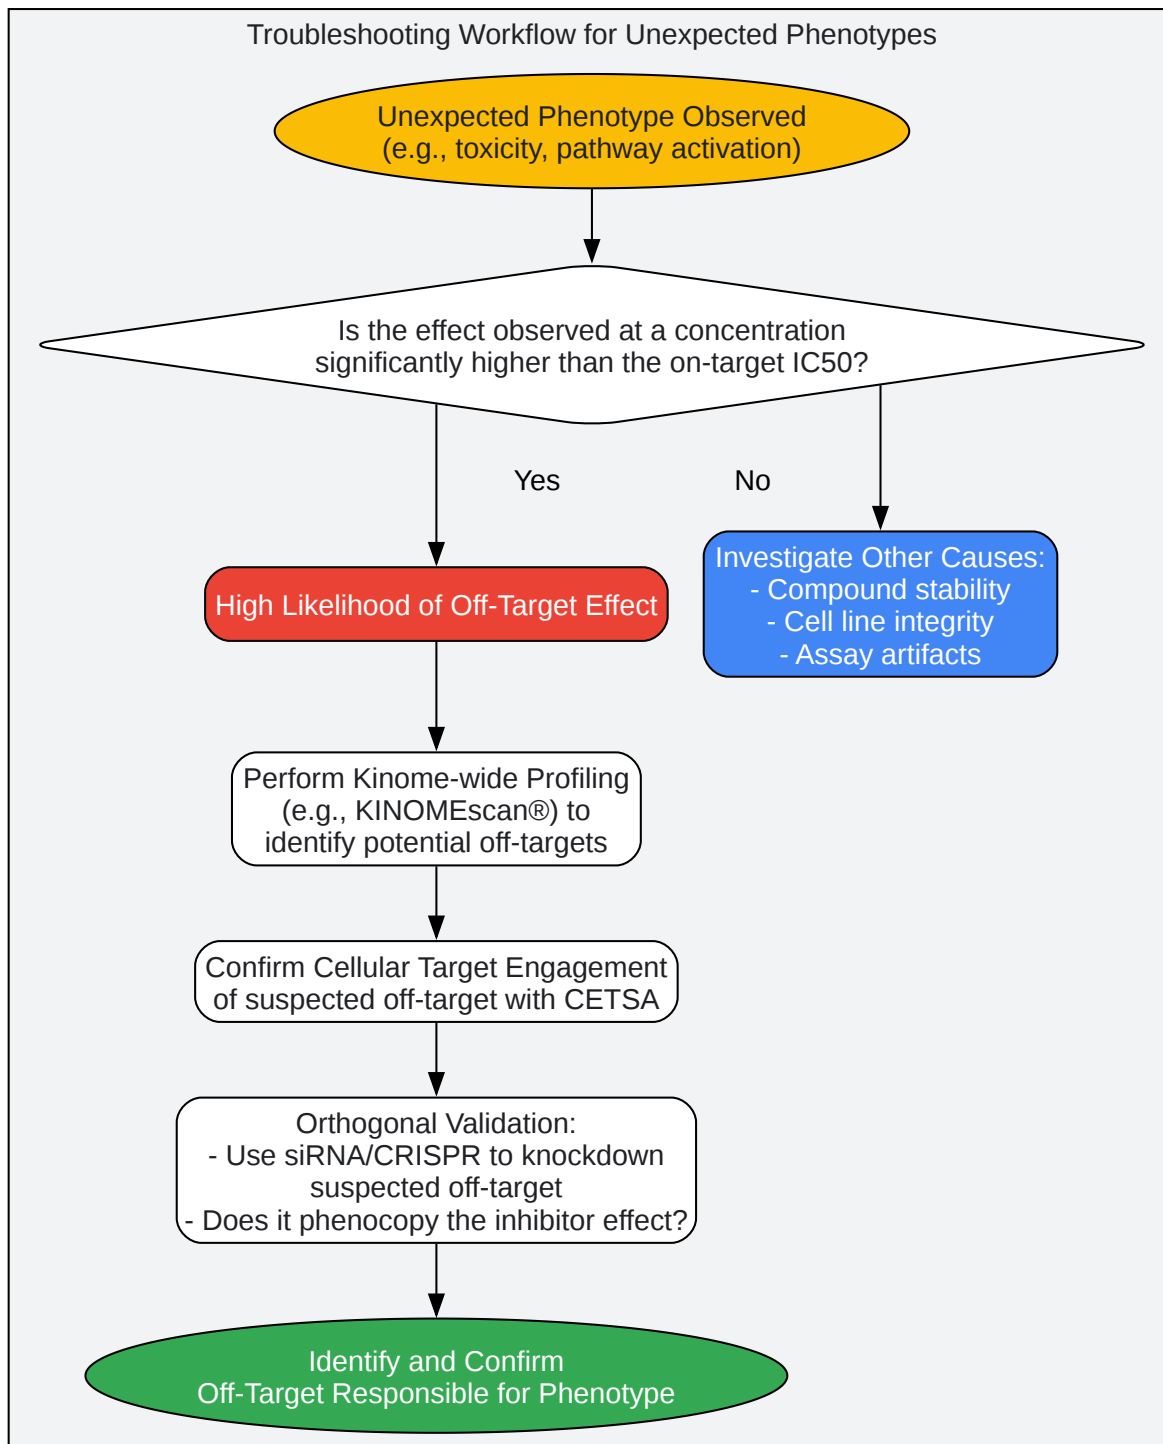 Troubleshooting Workflow for Unexpected Phenotypes
Unexpected Phenotype Observed
(e.g., toxicity, pathway activation)
Is the effect observed at a concentration
significantly higher than the on-target IC50?
Yes
No
Investigate Other Causes:
- Compound stability
- Cell line integrity
- Assay artifacts
High Likelihood of Off-Target Effect
Perform Kinome-wide Profiling
(e.g., KINOMEscan®) to
identify potential off-targets
Confirm Cellular Target Engagement
of suspected off-target with CETSA
Orthogonal Validation:
- Use siRNA/CRISPR to knockdown
suspected off-target
- Does it phenocopy the inhibitor effect?
Identify and Confirm
Off-Target Responsible for Phenotype